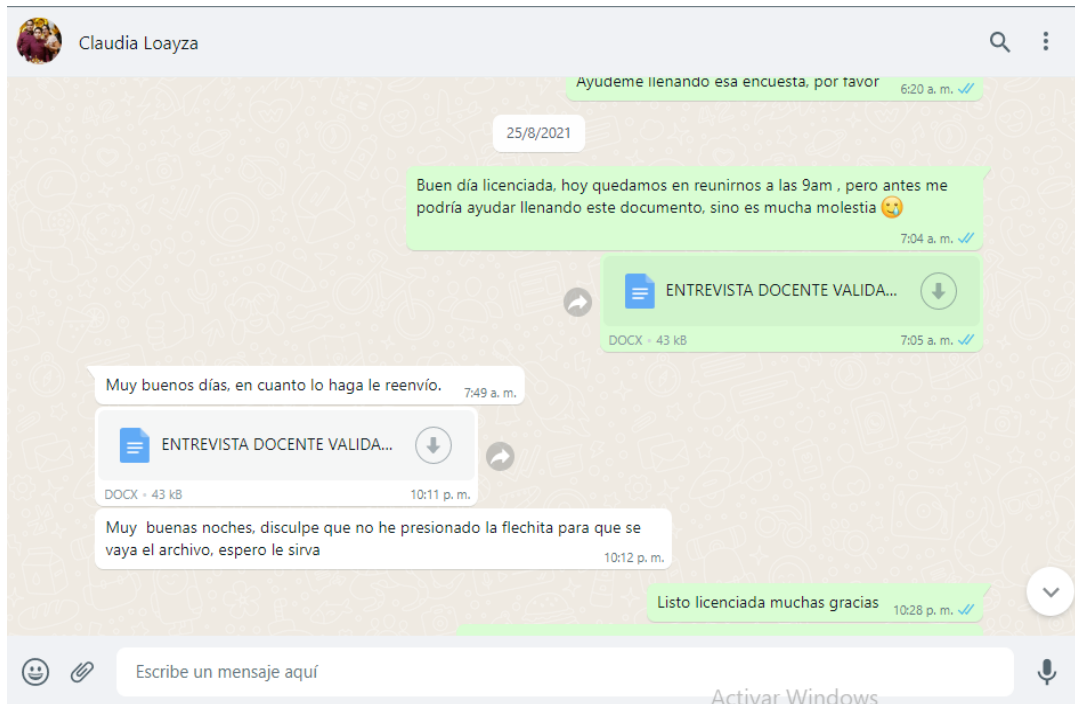 Claudia Loayza
Ayúdeme llenando esa encuesta, por favor
6:20 a. m.
25/8/2021
Buen día licenciada, hoy quedamos en reunirnos a las 9am , pero antes me
podría ayudar llenando este documento, sino es mucha molestia
7:04 a. m.
ENTREVISTA DOCENTE VALIDA...
DOCX • 43 kB
7:05 a. m.
Muy buenos días, en cuanto lo haga le reenvío.
7:49 a. m.
ENTREVISTA DOCENTE VALIDA...
DOCX • 43 kB
10:11 p. m.
Muy buenas noches, disculpe que no he presionado la flechita para que se
vaya el archivo, espero le sirva
10:12 p. m.
Listo licenciada muchas gracias
10:28 p. m.
Escribe un mensaje aquí
Activar Windows